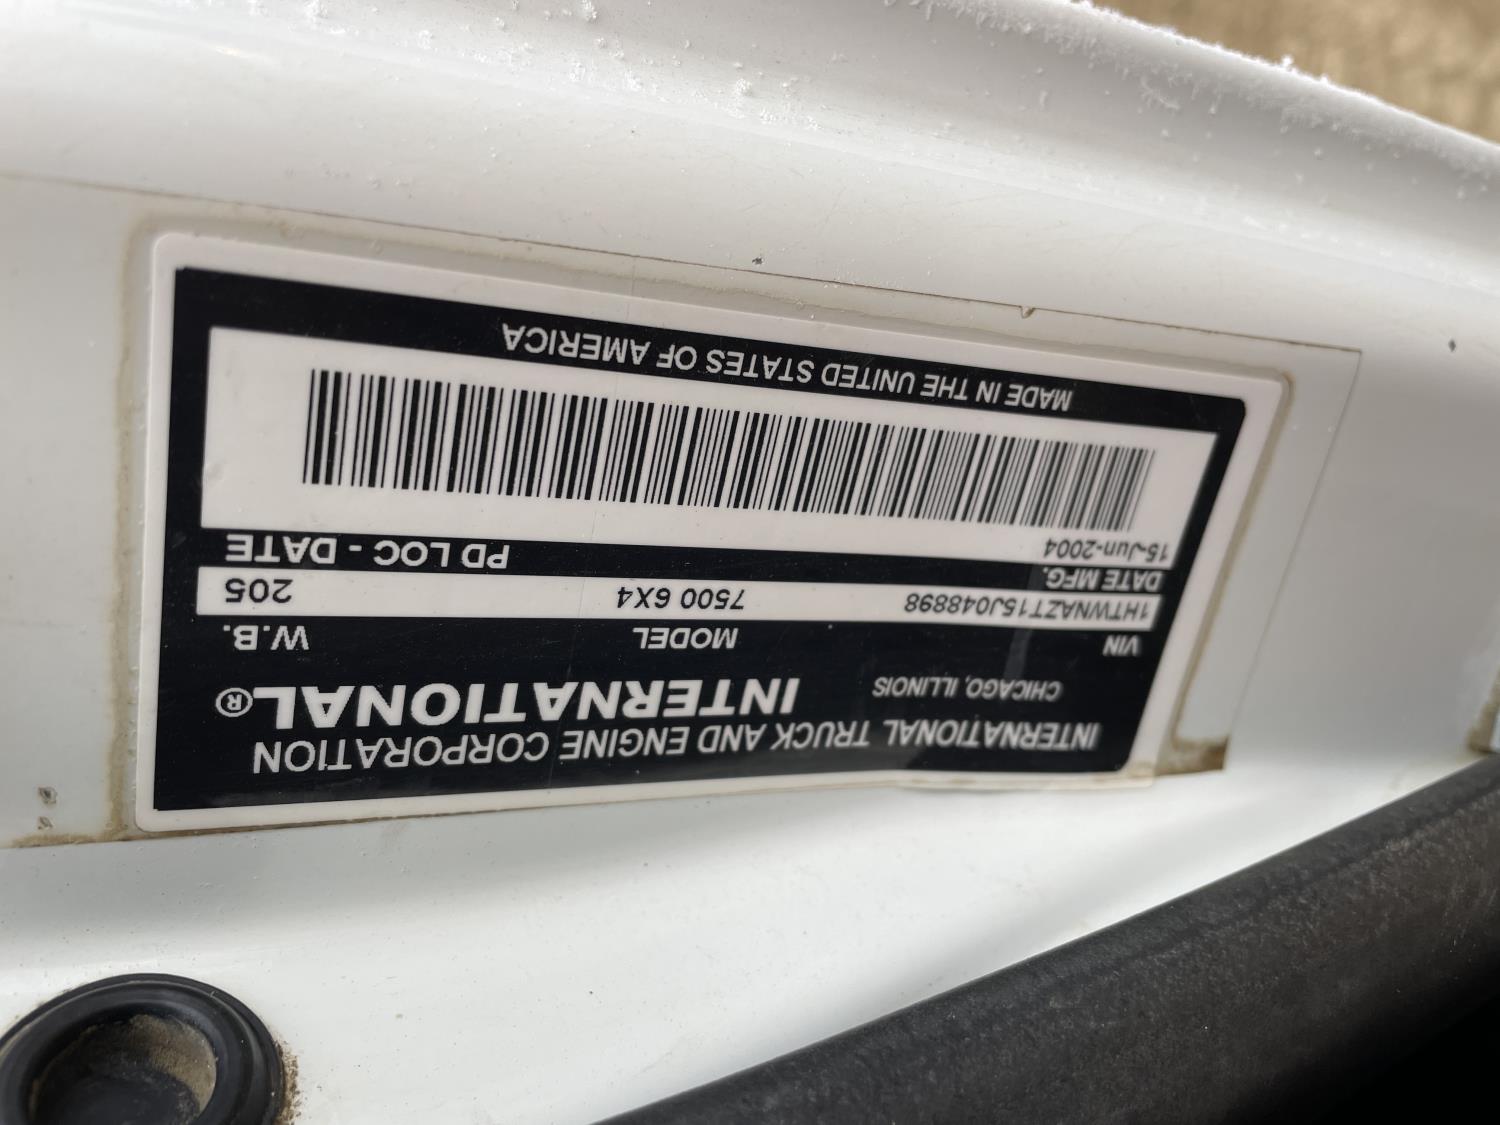 INTERNATIONAL TRUCK AND ENGINE CORPORATION
CHICAGO, ILLINOIS INTERNATIONAL®
VIN MODEL W.B.
1HTWNAZT15J048898 7500 6X4 205
DATE MFG. PD LOC - DATE
15-Jun-2004
MADE IN THE UNITED STATES OF AMERICA